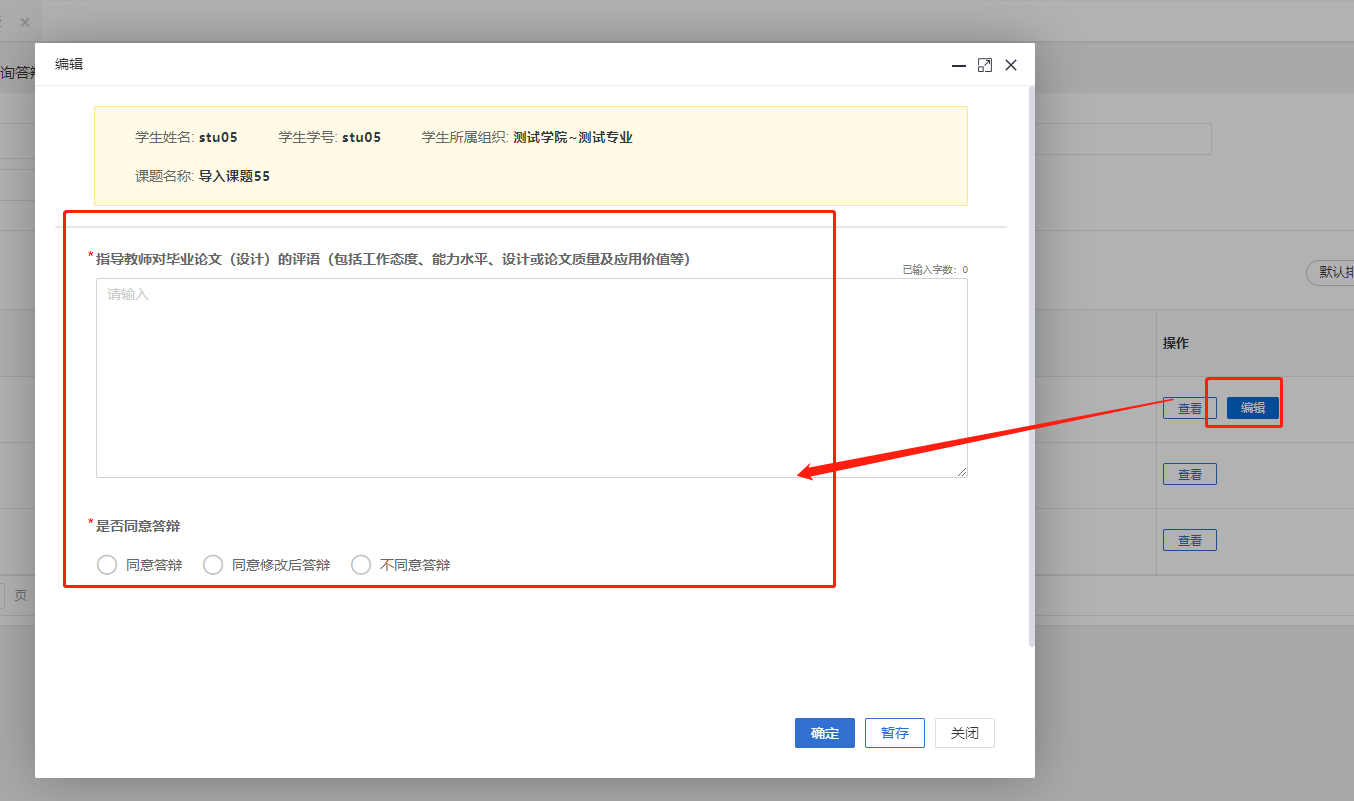 询答辩
编辑
学生姓名: stu05 学生学号: stu05 学生所属组织: 测试学院~测试专业
课题名称: 导入课题55
* 指导教师对毕业论文（设计）的评语（包括工作态度、能力水平、设计或论文质量及应用价值等）
已输入字数: 0
请输入
默认排
操作
查看 编辑
查看
* 是否同意答辩
查看
同意答辩 同意修改后答辩 不同意答辩
页
确定 暂存 关闭